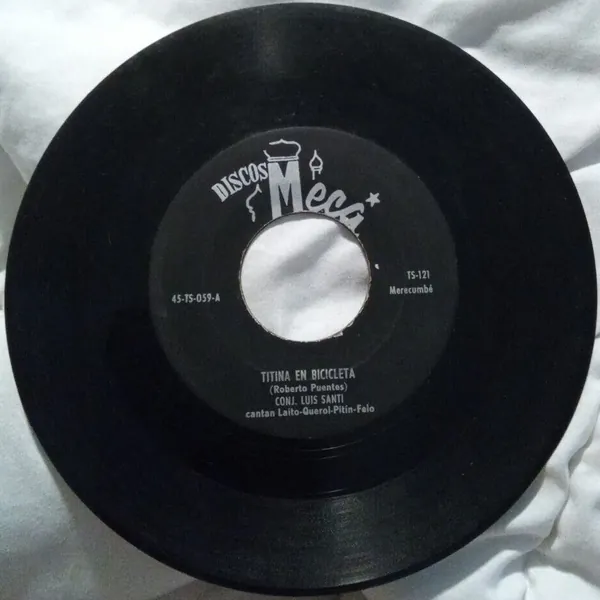 DISCOS
Meca
45-TS-059-A
TS-121
Merecumbé
TITINA EN BICICLETA
(Roberto Puentes)
CONJ. LUIS SANTI
cantan Laito-Querol-Pitin-Felo